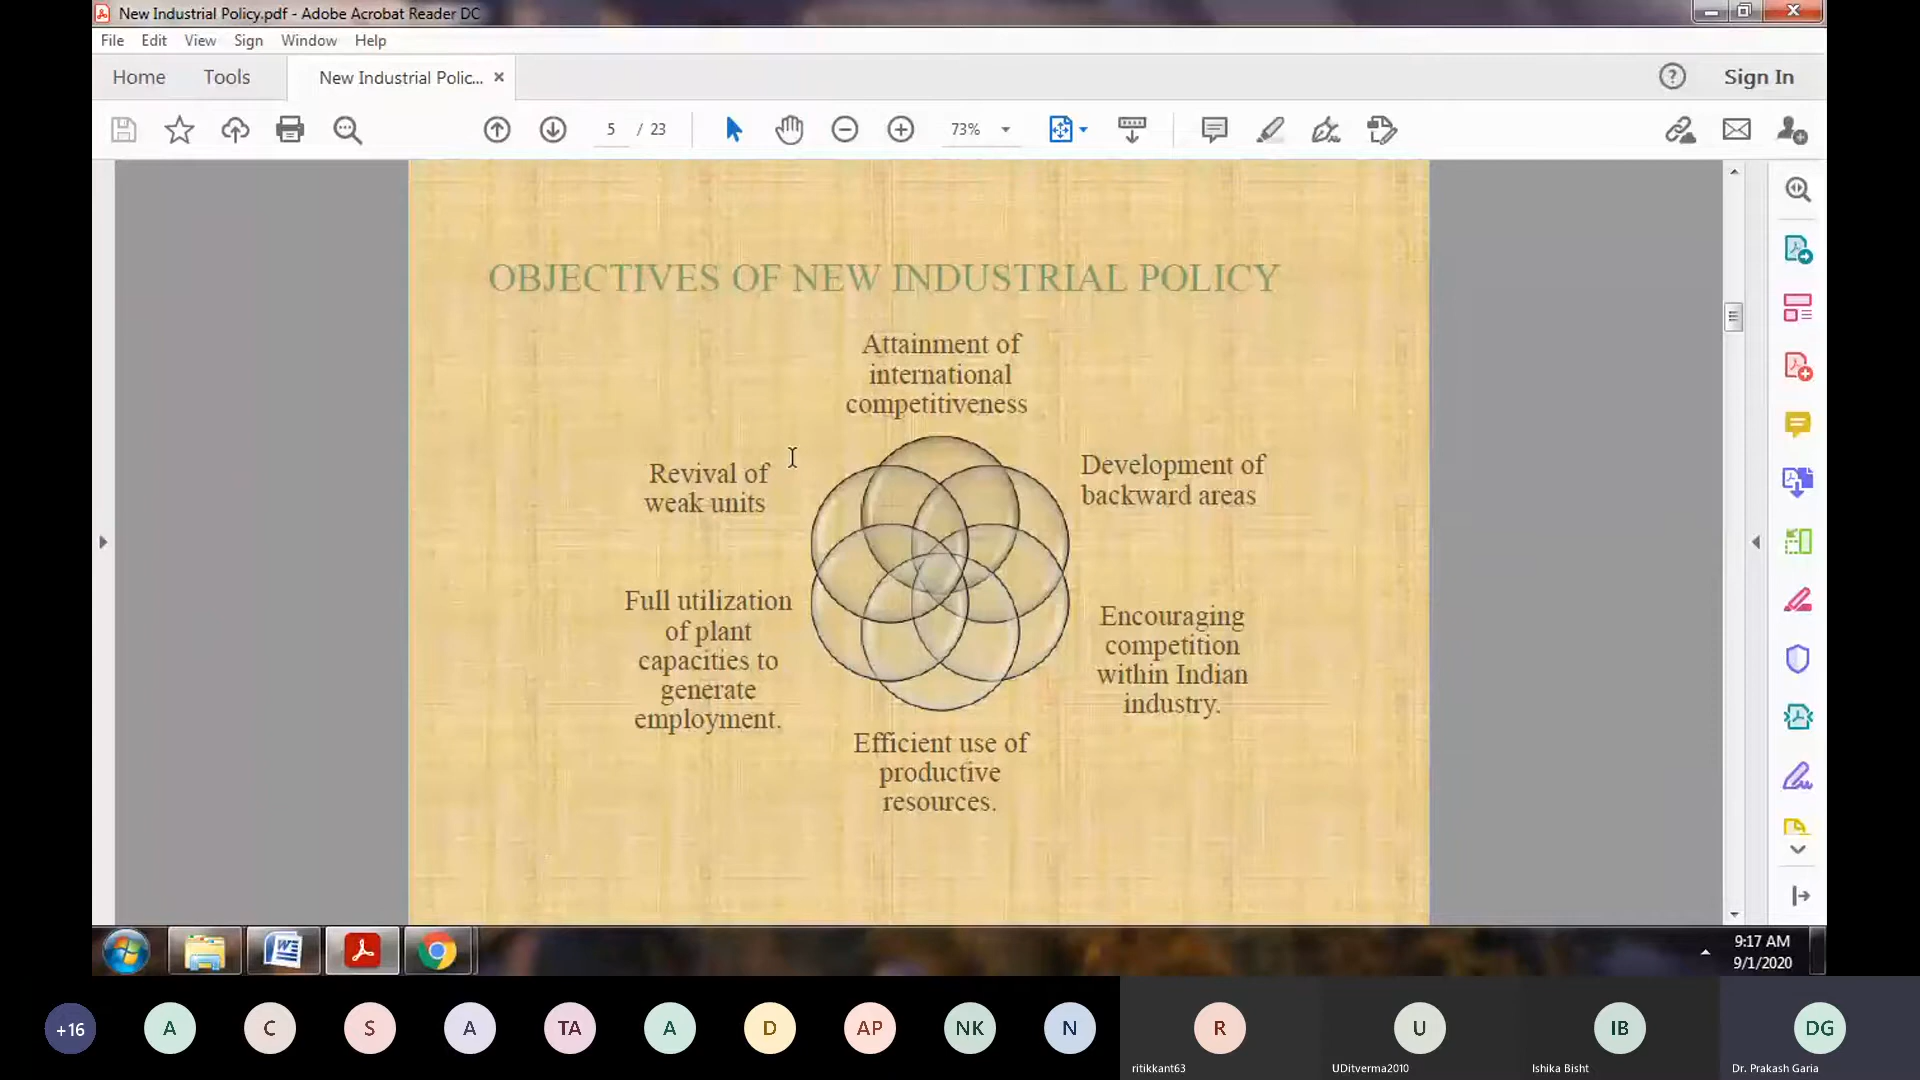 New Industrial Policy.pdf - Adobe Acrobat Reader DC
File Edit View Sign Window Help
Home Tools New Industrial Polic... × ? Sign In
5 / 23 73%
OBJECTIVES OF NEW INDUSTRIAL POLICY
Attainment of
international
competitiveness
Development of
backward areas
Encouraging
competition
within Indian
industry.
Efficient use of
productive
resources.
Full utilization
of plant
capacities to
generate
employment.
Revival of
weak units
9:17 AM
9/1/2020
+16 A C S A TA A D AP NK N R U IB DG
ritikkant63 UDitverma2010 Ishika Bisht Dr. Prakash Garia